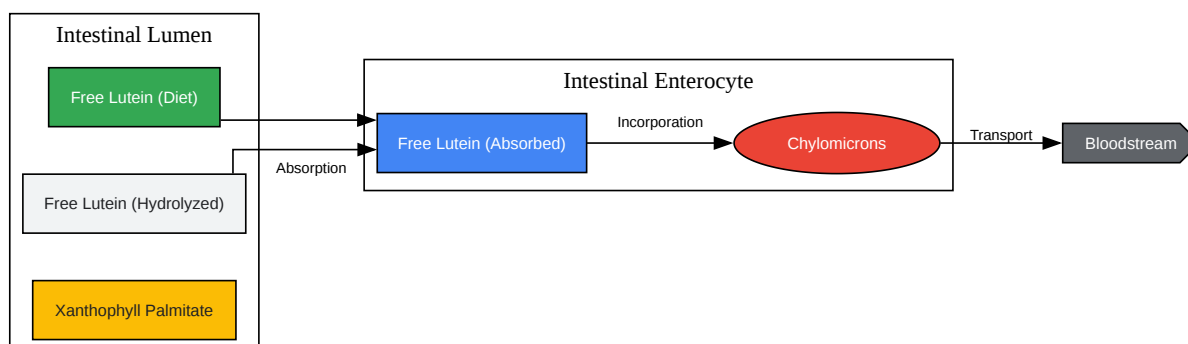 Intestinal Lumen
Free Lutein (Diet)
Free Lutein (Hydrolyzed)
Xanthophyll Palmitate
Absorption
Intestinal Enterocyte
Free Lutein (Absorbed)
Incorporation
Chylomicrons
Transport
Bloodstream